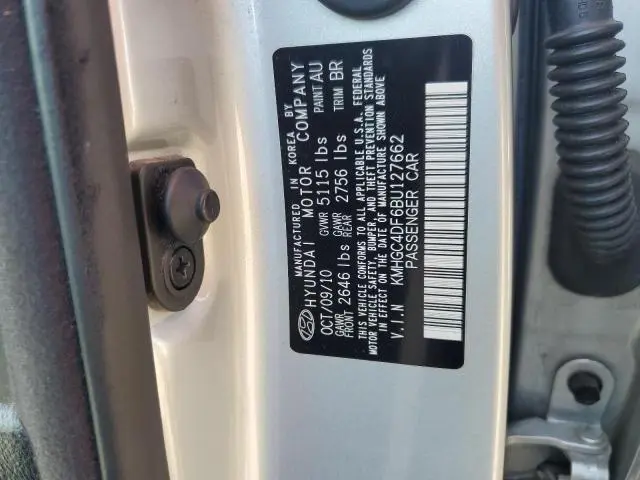 MANUFACTURED IN KOREA BY
HYUNDAI MOTOR COMPANY
OCT/09/10 GVWR 5115 lbs PAINT AU
GAWR FRONT 2646 lbs GAWR REAR 2756 lbs TRIM BR
THIS VEHICLE CONFORMS TO ALL APPLICABLE U.S.A. FEDERAL
MOTOR VEHICLE SAFETY, BUMPER, AND THEFT PREVENTION STANDARDS
IN EFFECT ON THE DATE OF MANUFACTURE SHOWN ABOVE
V.I.N KMHGC4DF6BU127662
PASSENGER CAR